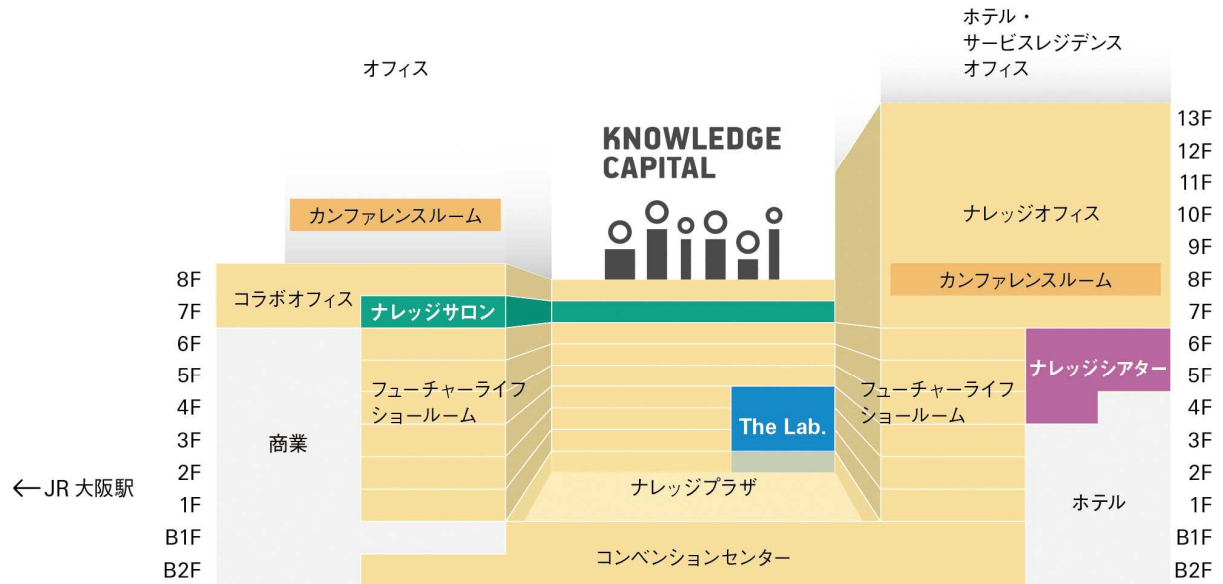 ホテル・
サービスレジデンス
オフィス
オフィス
KNOWLEDGE
CAPITAL
カンファレンスルーム
ナレッジオフィス
カンファレンスルーム
コラボオフィス
ナレッジサロン
ナレッジシアター
フューチャーライフ
ショールーム
フューチャーライフ
ショールーム
The Lab.
商業
ナレッジプラザ
ホテル
←JR 大阪駅
コンベンションセンター
8F
7F
6F
5F
4F
3F
2F
1F
B1F
B2F
13F
12F
11F
10F
9F
8F
7F
6F
5F
4F
3F
2F
1F
B1F
B2F